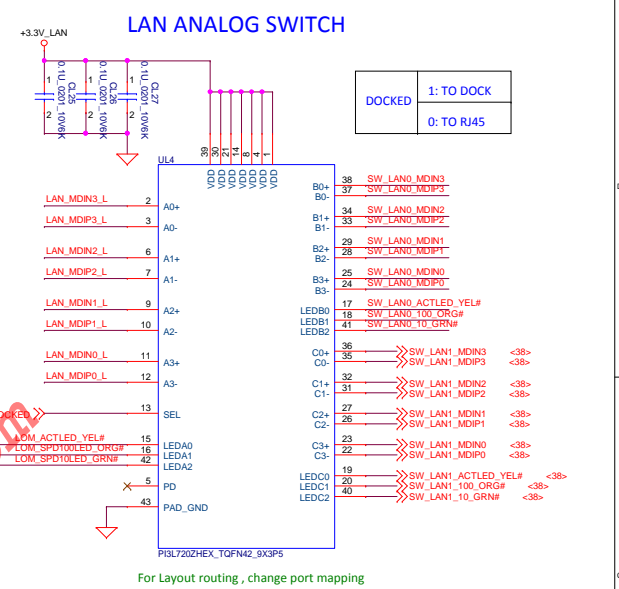 LAN ANALOG SWITCH
+3.3V_LAN
1: TO DOCK
DOCKED
0: TO RJ45
1 1 1
0.1U_0201_10V6K
CL25
0.1U_0201_10V6K
CL26
0.1U_0201_10V6K
CL27
2 2 2
39 30 21 14 8 4 1
UL4
VDD VDD VDD VDD VDD VDD VDD
LAN_MDIN3_L 2 A0+
LAN_MDIP3_L 3 A0-
LAN_MDIN2_L 6 A1+
LAN_MDIP2_L 7 A1-
LAN_MDIN1_L 9 A2+
LAN_MDIP1_L 10 A2-
LAN_MDIN0_L 11 A3+
LAN_MDIP0_L 12 A3-
DOCKED 13 SEL
LOM_ACTLED_YEL# 15 LEDA0
LOM_SPD100LED_ORG# 16 LEDA1
LOM_SPD10LED_GRN# 42 LEDA2
5 PD
43 PAD_GND
B0+ 38 SW_LAN0_MDIN3
B0- 37 SW_LAN0_MDIP3
B1+ 34 SW_LAN0_MDIN2
B1- 33 SW_LAN0_MDIP2
B2+ 29 SW_LAN0_MDIN1
B2- 28 SW_LAN0_MDIP1
B3+ 25 SW_LAN0_MDIN0
B3- 24 SW_LAN0_MDIP0
LEDB0 17 SW_LAN0_ACTLED_YEL#
LEDB1 18 SW_LAN0_100_ORG#
LEDB2 41 SW_LAN0_10_GRN#
C0+ 36 SW_LAN1_MDIN3 <38>
C0- 35 SW_LAN1_MDIP3 <38>
C1+ 32 SW_LAN1_MDIN2 <38>
C1- 31 SW_LAN1_MDIP2 <38>
C2+ 27 SW_LAN1_MDIN1 <38>
C2- 26 SW_LAN1_MDIP1 <38>
C3+ 23 SW_LAN1_MDIN0 <38>
C3- 22 SW_LAN1_MDIP0 <38>
LEDC0 19 SW_LAN1_ACTLED_YEL# <38>
LEDC1 20 SW_LAN1_100_ORG# <38>
LEDC2 40 SW_LAN1_10_GRN# <38>
PI3L720ZHEX_TQFN42_9X3P5
For Layout routing , change port mapping